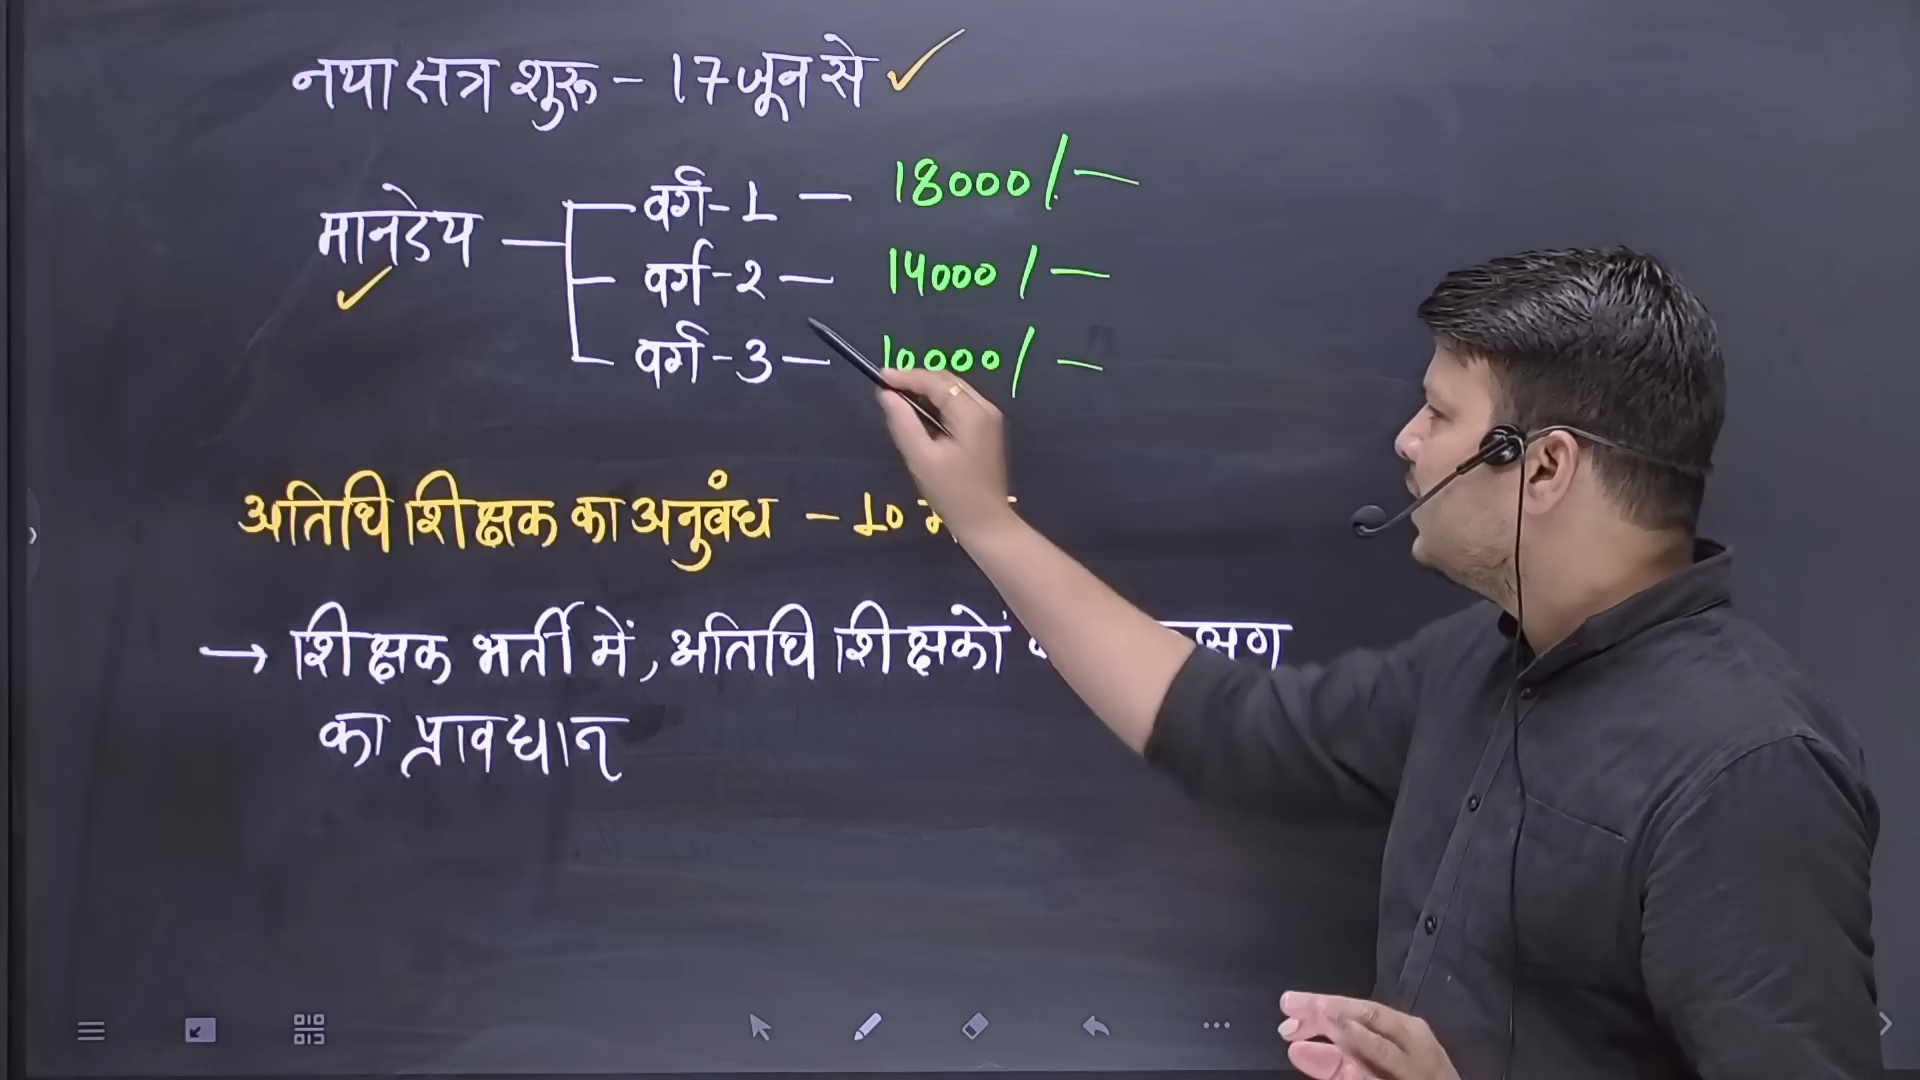 नया सत्र शुरू - 17 जून से
मानदेय
वर्ग-1 - 18000/-
वर्ग-2 - 14000/-
वर्ग-3 - 10000/-
अतिथि शिक्षक का अनुबंध - 10
→ शिक्षक भर्ती में, अतिथि शिक्षकों
का प्रावधान